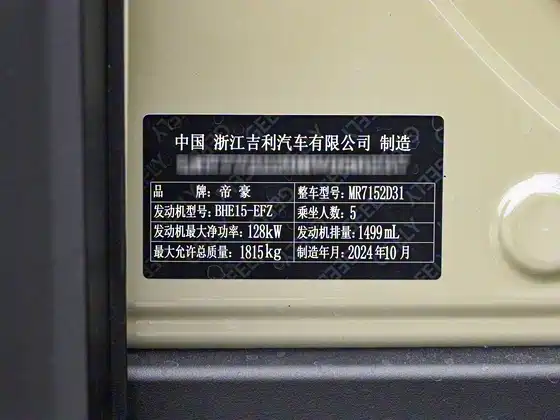 中国 浙江吉利汽车有限公司 制造
品 牌：帝豪 整车型号：MR7152D31
发动机型号：BHE15-EFZ 乘坐人数：5
发动机最大净功率：128kW 发动机排量：1499mL
最大允许总质量：1815kg 制造年月：2024年10月